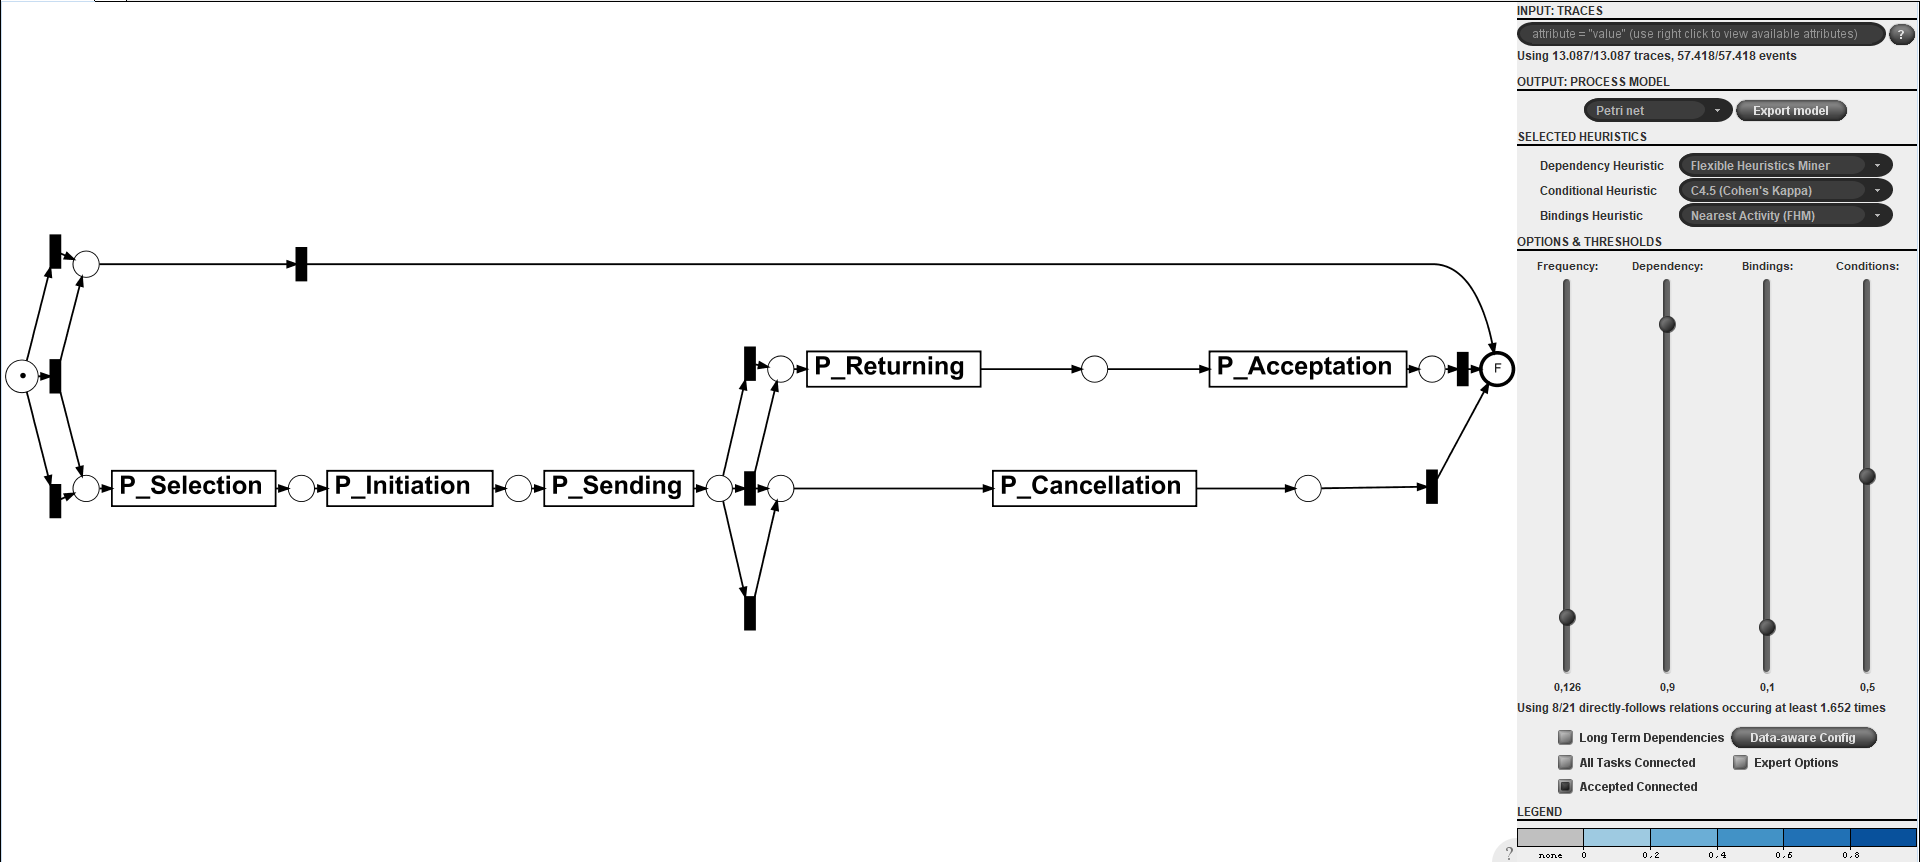 INPUT: TRACES
attribute = "value" (use right click to view available attributes)
?
Using 13.087/13.087 traces, 57.418/57.418 events
OUTPUT: PROCESS MODEL
Petri net
Export model
SELECTED HEURISTICS
Dependency Heuristic
Flexible Heuristics Miner
Conditional Heuristic
C4.5 (Cohen's Kappa)
Bindings Heuristic
Nearest Activity (FHM)
OPTIONS & THRESHOLDS
Frequency: Dependency: Bindings: Conditions:
P_Returning
P_Acceptation
F
P_Selection
P_Initiation
P_Sending
P_Cancellation
0,126 0,9 0,1 0,5
Using 8/21 directly-follows relations occuring at least 1.652 times
Long Term Dependencies
Data-aware Config
All Tasks Connected
Expert Options
Accepted Connected
LEGEND
?
none 0 0.2 0.4 0.6 0.8